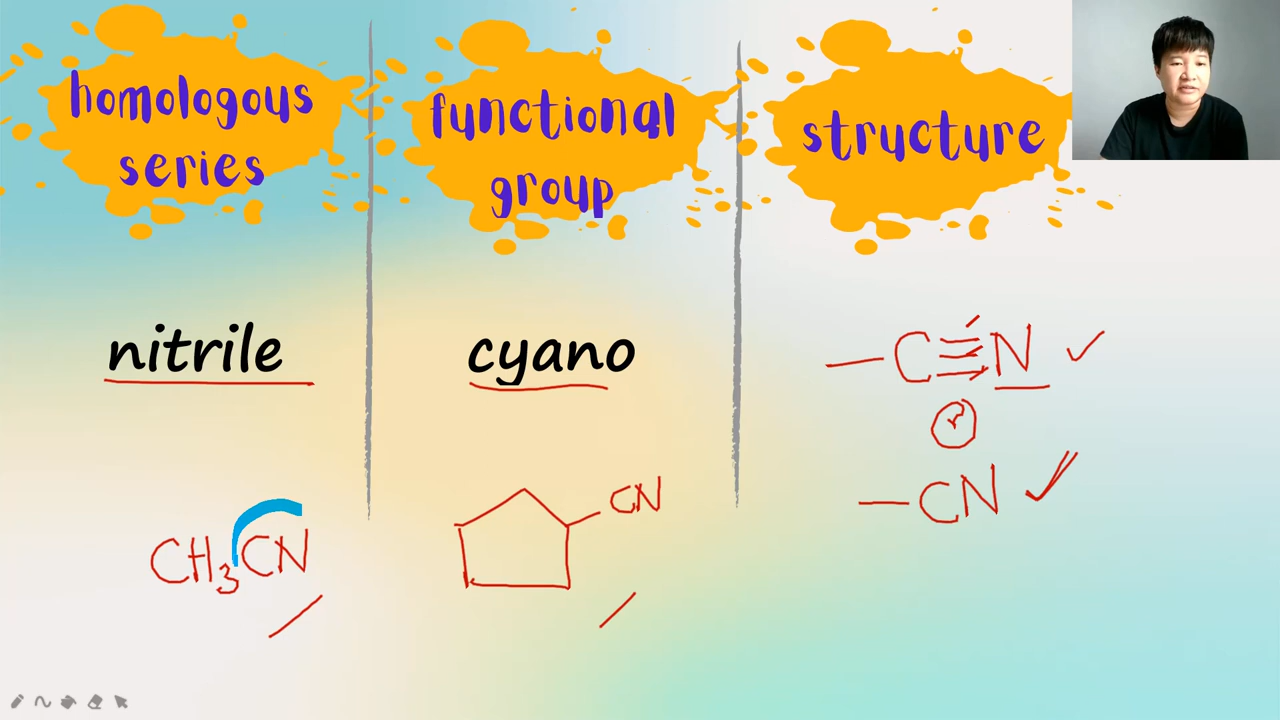 homologous
series
functional
group
structure
nitrile
cyano
—C≡N
—CN
CH₃CN
CN